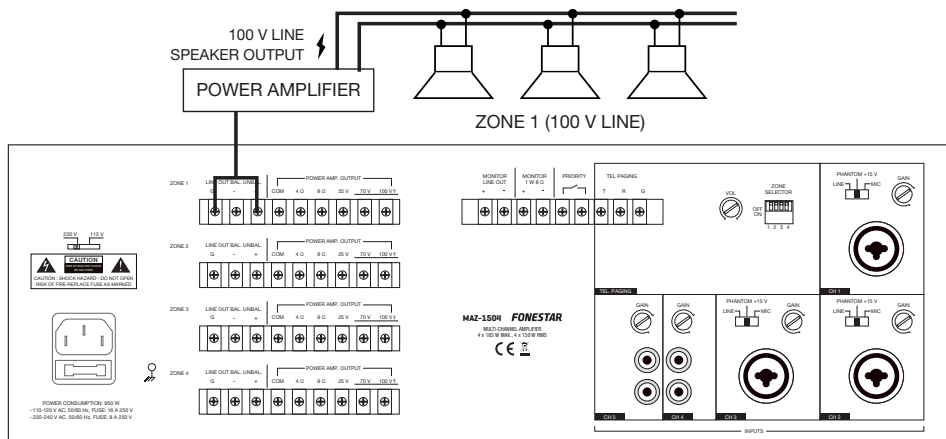 100 V LINE
SPEAKER OUTPUT
POWER AMPLIFIER
ZONE 1 (100 V LINE)
ZONE 1
LINE OUT BAL. UNBAL.
G - -
POWER AMP. OUTPUT
COM 4 Ω 8 Ω 25 V 70 V 100 V
MONITOR
LINE OUT
+ -
MONITOR
1 W 8 Ω
+ -
PRIORITY
TEL PAGING
T R G
VOL
ZONE
SELECTOR
OFF
ON
1 2 3 4
TEL. PAGING
PHANTOM +15 V
LINE MIC
GAIN
CH 1
230 V 115 V
CAUTION
CAUTION : SHOCK HAZARD - DO NOT OPEN
RISK OF FIRE-REPLACE FUSE AS MARKED
ZONE 2
LINE OUT BAL. UNBAL.
G - +
POWER AMP. OUTPUT
COM 4 Ω 8 Ω 25 V 70 V 100 V
ZONE 3
LINE OUT BAL. UNBAL.
G - +
POWER AMP. OUTPUT
COM 4 Ω 8 Ω 25 V 70 V 100 V
ZONE 4
LINE OUT BAL. UNBAL.
G - +
POWER AMP. OUTPUT
COM 4 Ω 8 Ω 25 V 70 V 100 V
POWER CONSUMPTION: 950 W
~110-120 V AC, 50/60 Hz, FUSE: 16 A 250 V
~220-240 V AC. 50/60 Hz, FUSE: 8 A 250 V
MAZ-1504 FONESTAR
MULTI-CHANNEL AMPLIFIER
4 x 165 W MAX., 4 x 150 W RMS
CE
GAIN
CH 5
GAIN
CH 4
PHANTOM +15 V
LINE MIC
GAIN
CH 3
PHANTOM +15 V
LINE MIC
GAIN
CH 2
INPUTS